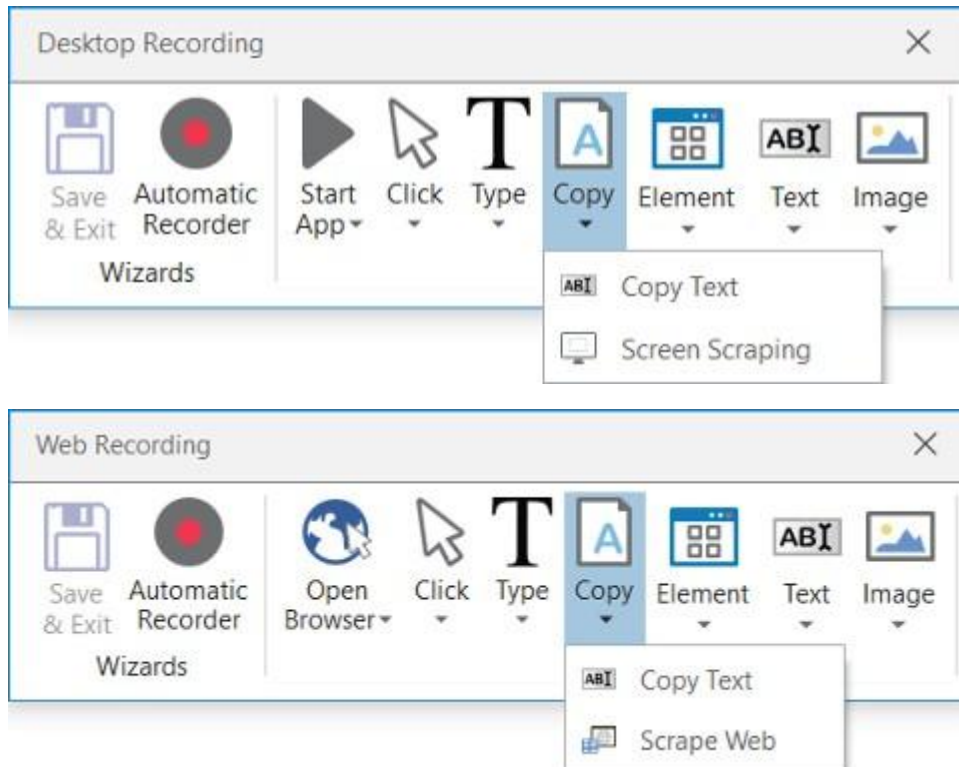 Desktop Recording
Save & Exit
Automatic Recorder
Wizards
Start App
Click
Type
A
Copy
Element
ABI
Text
Image
ABI Copy Text
Screen Scraping
Web Recording
Save & Exit
Automatic Recorder
Wizards
Open Browser
Click
Type
A
Copy
Element
ABI
Text
Image
ABI Copy Text
Scrape Web